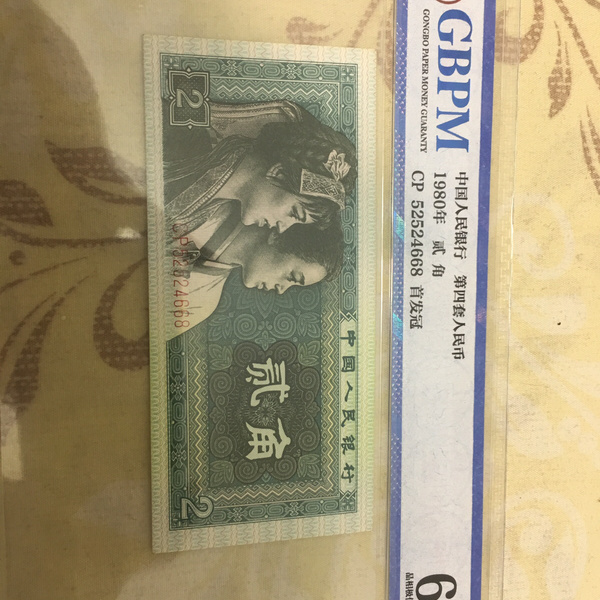 GBPM
GONGBO PAPER MONEY GUARANTY
中国人民银行 第四套人民币
1980年 贰角
CP 52524668 首发冠
6
2
CP52524668
中国人民银行
贰角
2